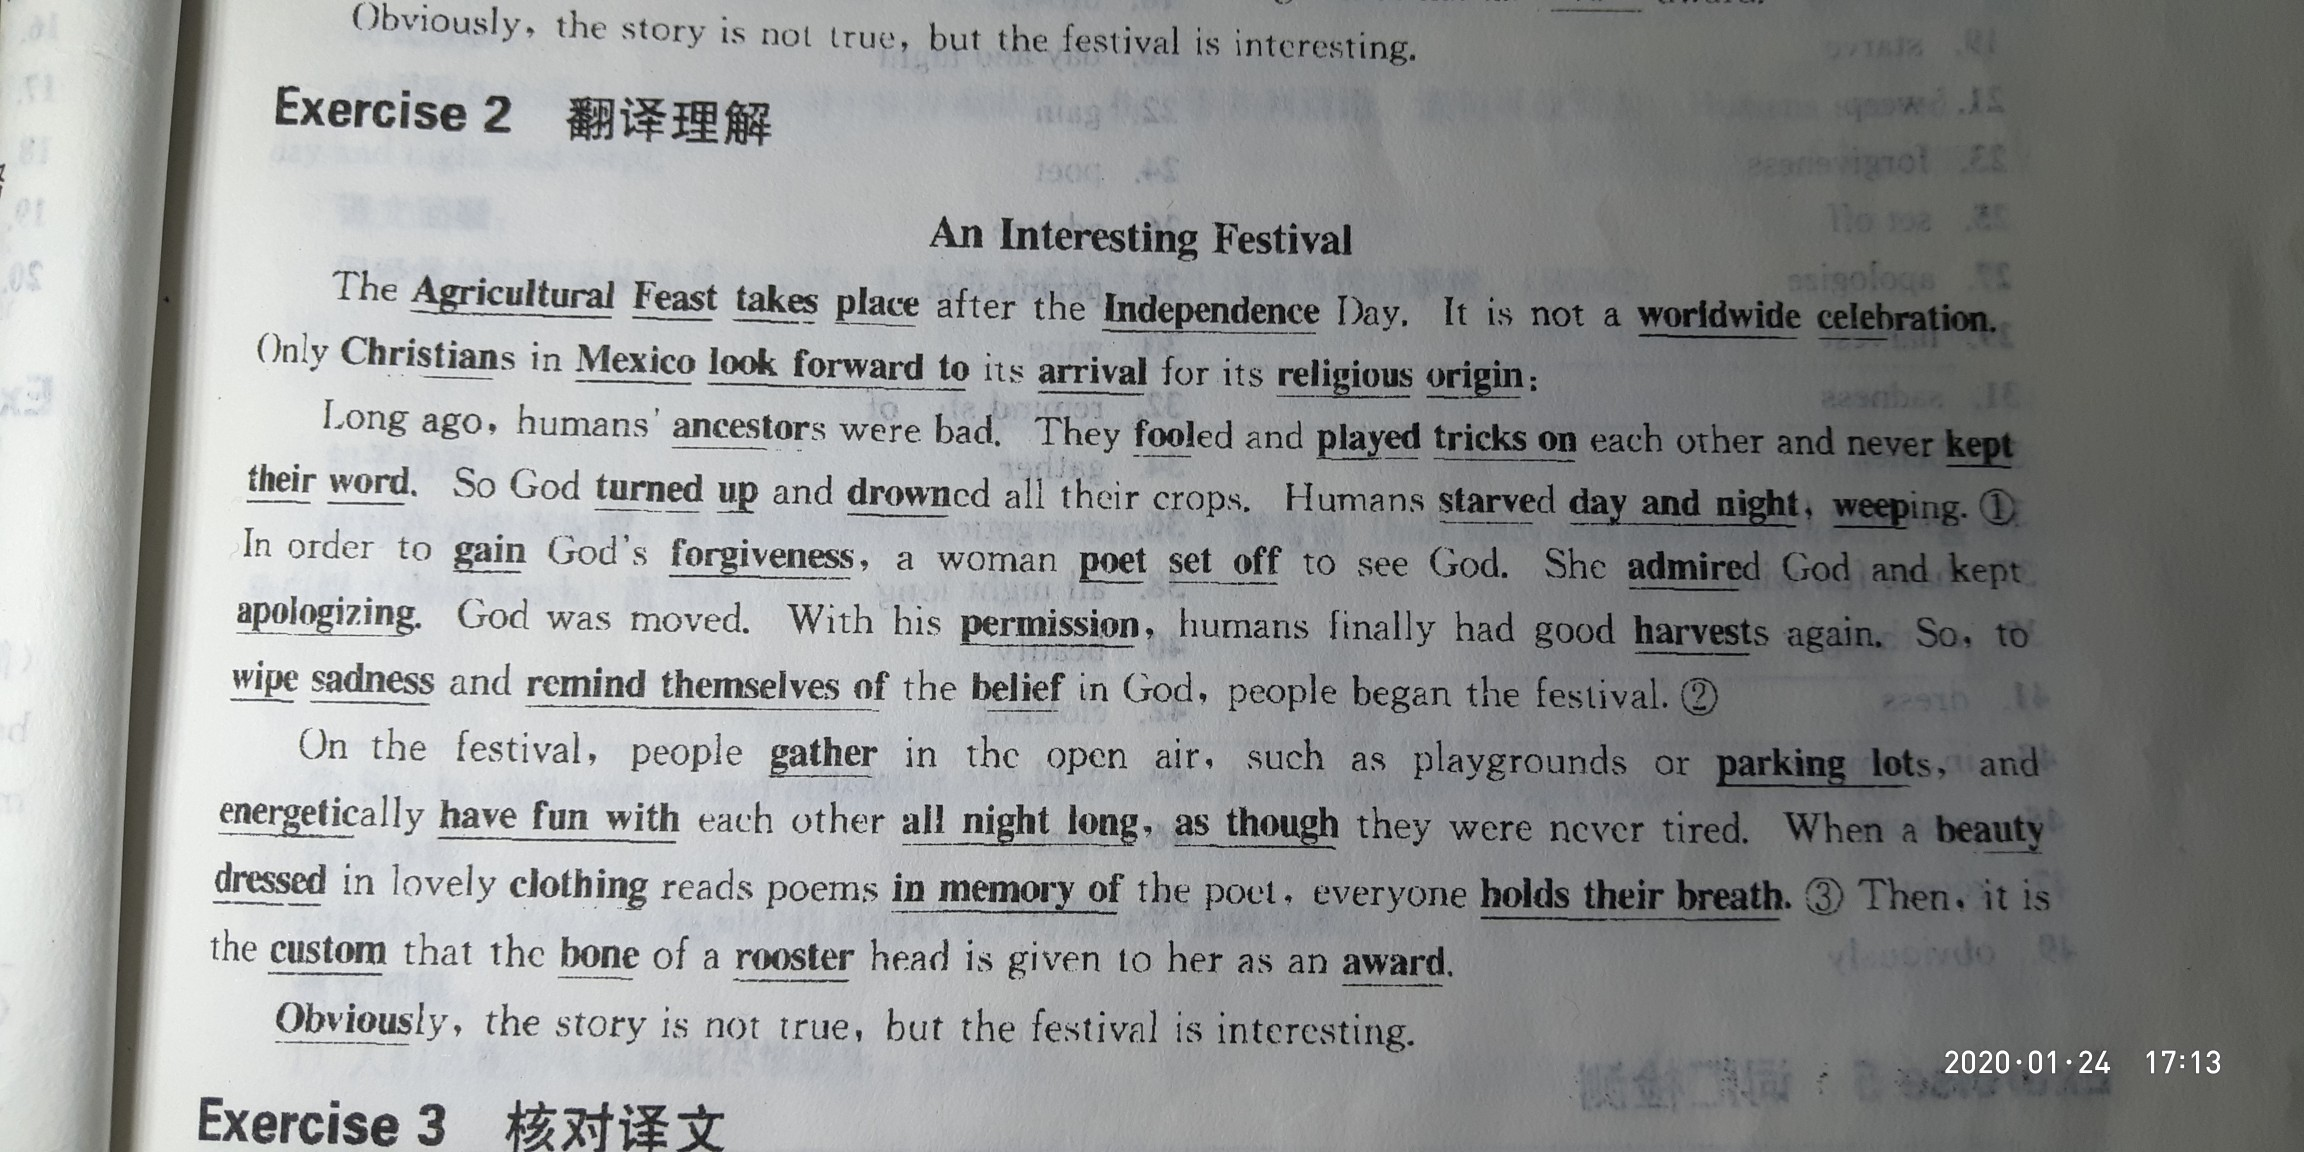 Obviously, the story is not true, but the festival is interesting.
Exercise 2 翻译理解
An Interesting Festival
The Agricultural Feast takes place after the Independence Day. It is not a worldwide celebration.
Only Christians in Mexico look forward to its arrival for its religious origin:
Long ago, humans' ancestors were bad. They fooled and played tricks on each other and never kept
their word. So God turned up and drowned all their crops. Humans starved day and night, weeping. ①
In order to gain God's forgiveness, a woman poet set off to see God. She admired God and kept
apologizing. God was moved. With his permission, humans finally had good harvests again. So, to
wipe sadness and remind themselves of the belief in God, people began the festival. ②
On the festival, people gather in the open air, such as playgrounds or parking lots, and
energetically have fun with each other all night long, as though they were never tired. When a beauty
dressed in lovely clothing reads poems in memory of the poet, everyone holds their breath. ③ Then, it is
the custom that the bone of a rooster head is given to her as an award.
Obviously, the story is not true, but the festival is interesting.
2020·01·24 17:13
Exercise 3 核对译文